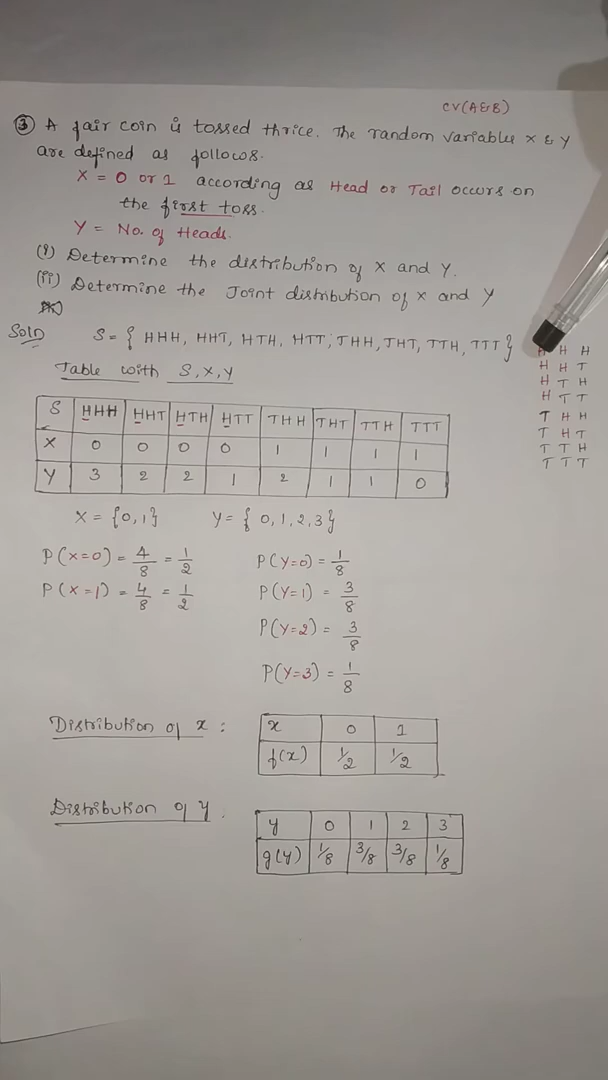 CV(A&B)
③ A fair coin is tossed thrice. The random variables X & Y
are defined as follows.
X = 0 or 1 according as Head or Tail occurs on
the first toss.
Y = No. of Heads.
(i) Determine the distribution of X and Y.
(ii) Determine the Joint distribution of X and Y
Soln S = { HHH, HHT, HTH, HTT, THH, THT, TTH, TTT }
Table with S, X, Y
S HHH HHT HTH HTT THH THT TTH TTT
X 0 0 0 0 1 1 1 1
Y 3 2 2 1 2 1 1 0
X = {0,1} Y = { 0, 1, 2, 3 }
P(X=0) = 4/8 = 1/2 P(Y=0) = 1/8
P(X=1) = 4/8 = 1/2 P(Y=1) = 3/8
P(Y=2) = 3/8
P(Y=3) = 1/8
Distribution of x :
x 0 1
f(x) 1/2 1/2
Distribution of y :
y 0 1 2 3
g(y) 1/8 3/8 3/8 1/8
H H H
H H T
H T H
H T T
T H H
T H T
T T H
T T T